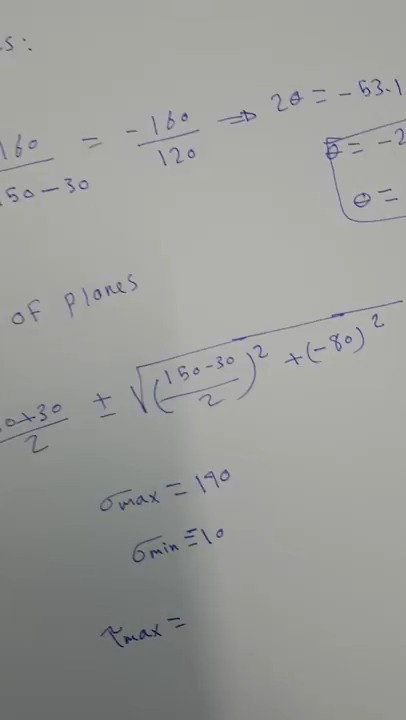 160/150-30 = -160/120 ⇒ 2θ = -53.1
θ = -2
θ =
of planes
0+30/2 ± √((150-30/2)² + (-80)²
σmax = 190
σmin = 10
τmax =